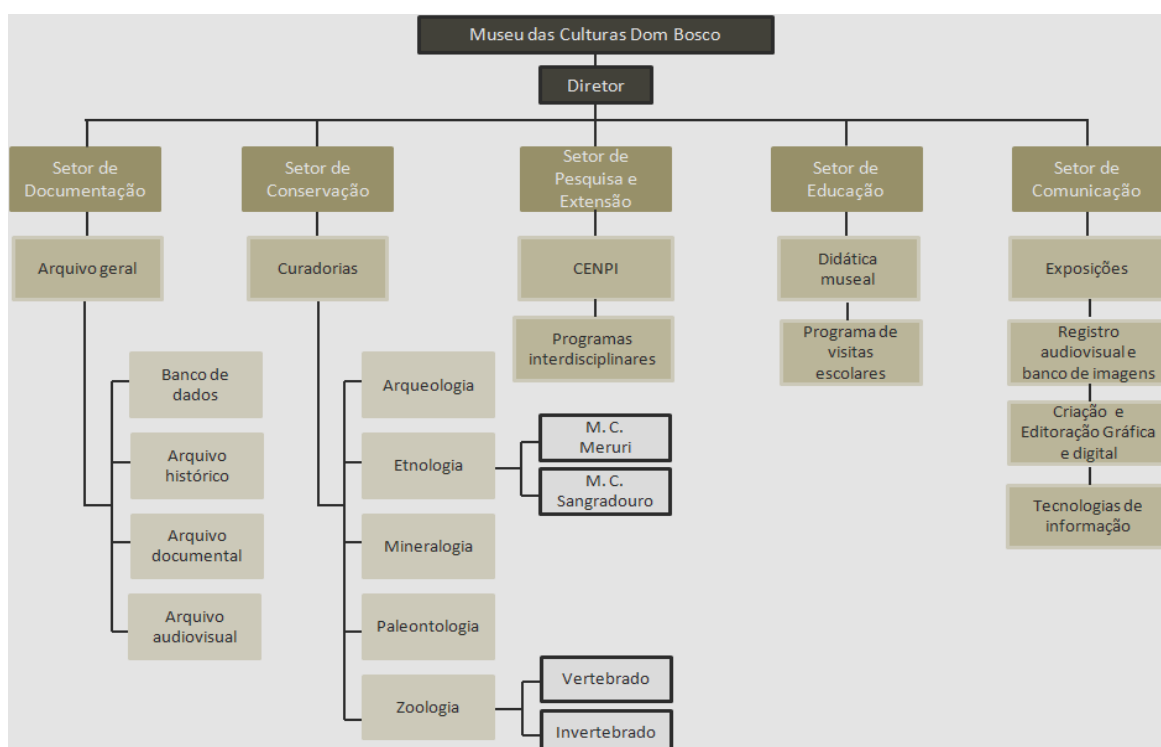 Museu das Culturas Dom Bosco
Diretor
Setor de
Documentação
Setor de
Conservação
Setor de
Pesquisa e
Extensão
Setor de
Educação
Setor de
Comunicação
Arquivo geral
Curadorias
CENPI
Didática
museal
Exposições
Programas
interdisciplinares
Programa de
visitas
escolares
Registro
audiovisual e
banco de imagens
Banco de
dados
Arqueologia
Criação e
Editoração Gráfica
e digital
Arquivo
histórico
Etnologia
M. C.
Meruri
M. C.
Sangradouro
Tecnologias de
informação
Arquivo
documental
Mineralogia
Arquivo
audiovisual
Paleontologia
Zoologia
Vertebrado
Invertebrado